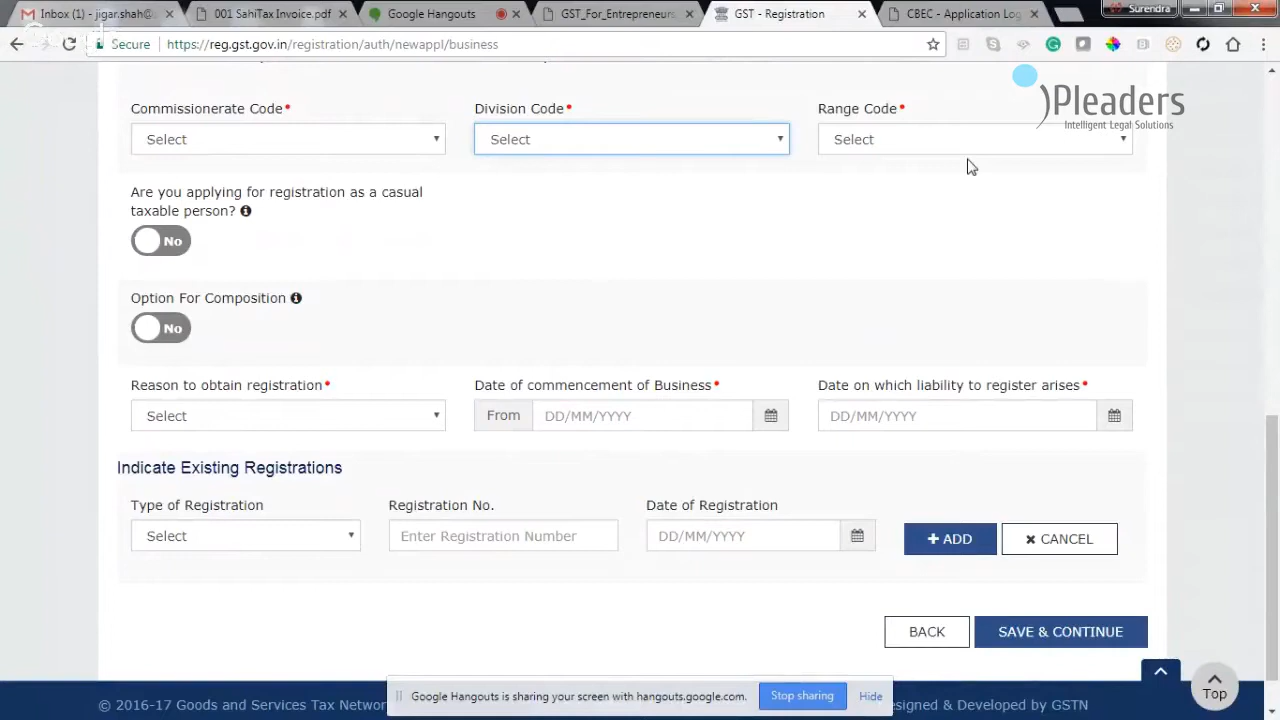 Inbox (1) - jigar.shah@
001 SahiTax Invoice.pdf
Google Hangouts
GST_For_Entrepreneurs
GST - Registration
CBEC - Application Log
Surendra
Secure
https://reg.gst.gov.in/registration/auth/newappl/business
Pleaders
Intelligent Legal Solutions
Commissionerate Code*
Division Code*
Range Code*
Select
Select
Select
Are you applying for registration as a casual
taxable person?
No
Option For Composition
No
Reason to obtain registration*
Date of commencement of Business*
Date on which liability to register arises*
Select
From
DD/MM/YYYY
DD/MM/YYYY
Indicate Existing Registrations
Type of Registration
Registration No.
Date of Registration
Select
Enter Registration Number
DD/MM/YYYY
+ ADD
× CANCEL
BACK
SAVE & CONTINUE
Top
© 2016-17 Goods and Services Tax Networ
Google Hangouts is sharing your screen with hangouts.google.com.
Stop sharing
Hide
esigned & Developed by GSTN